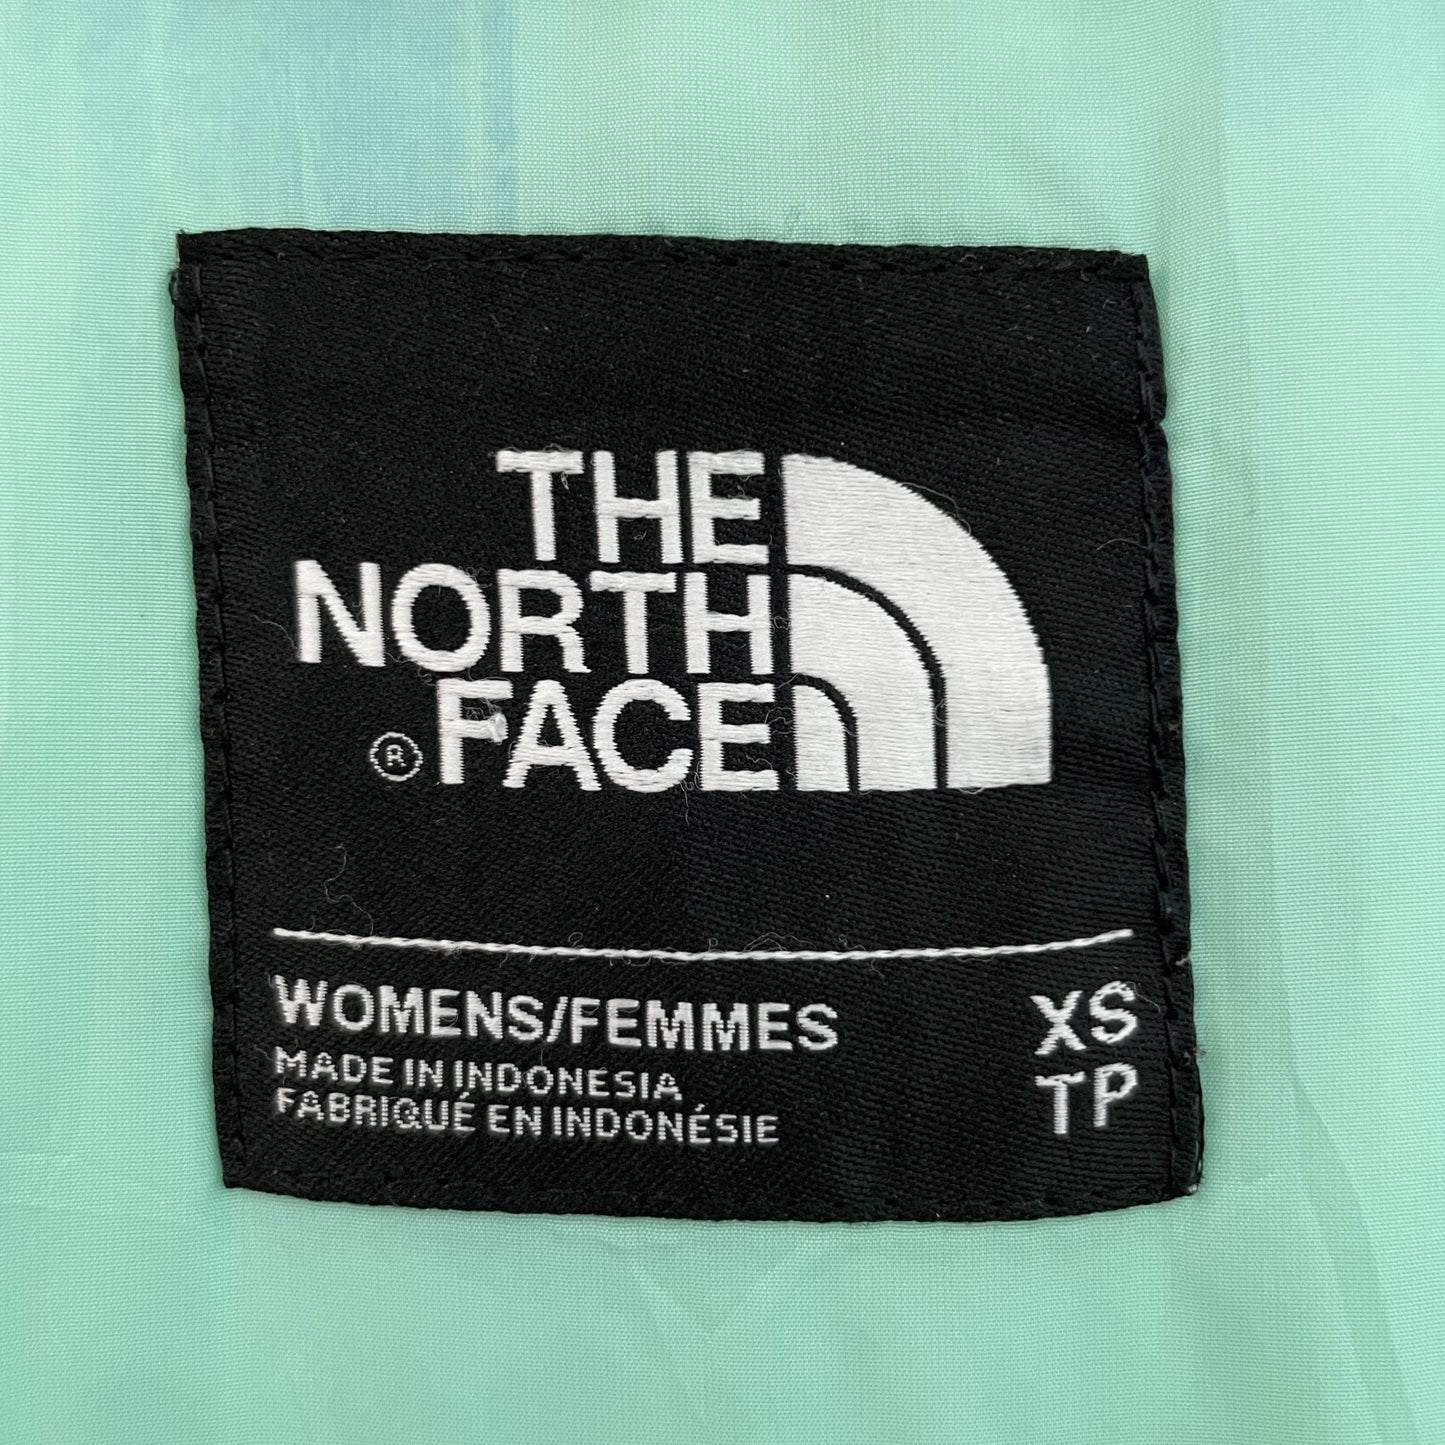 THE
NORTH
® FACE
WOMENS/FEMMES XS
MADE IN INDONESIA TP
FABRIQUÉ EN INDONÉSIE